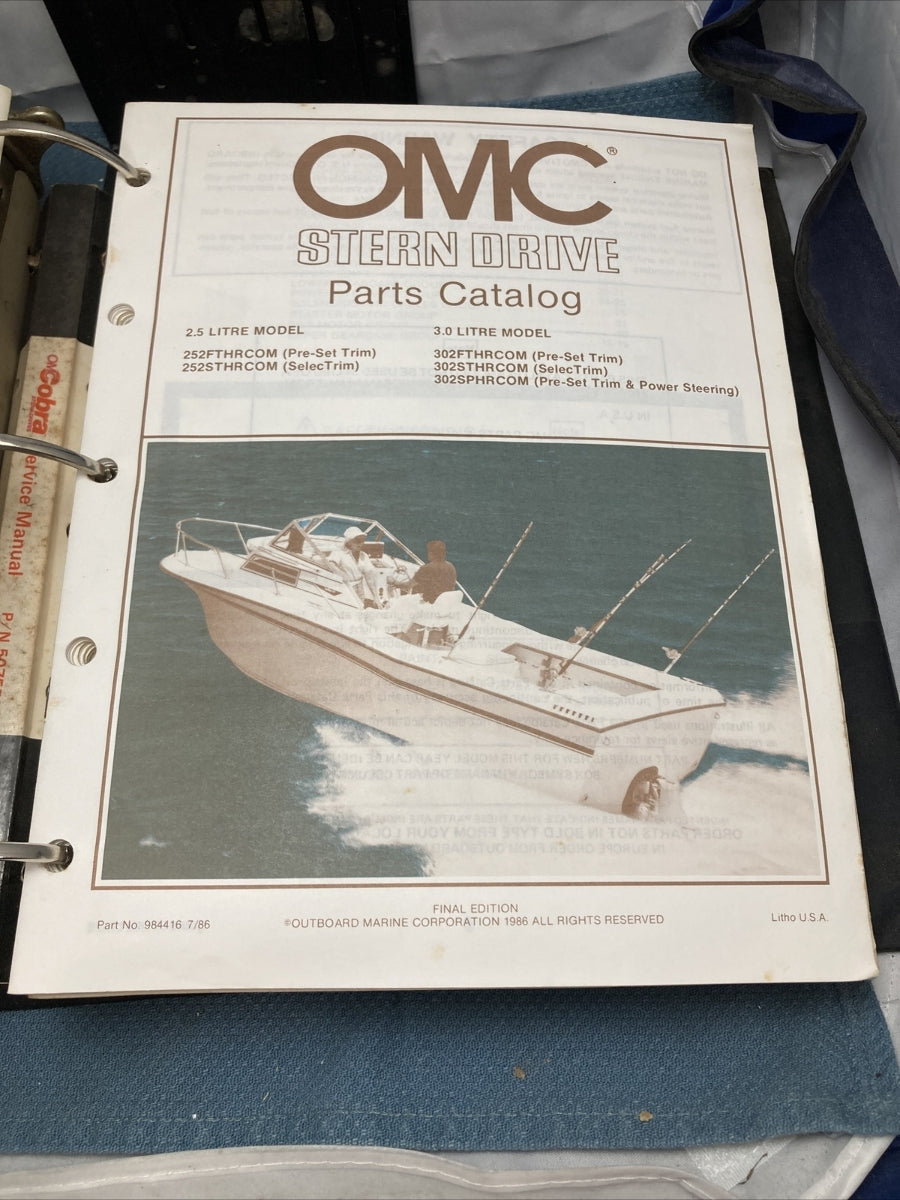 OMC®
STERN DRIVE
Parts Catalog
2.5 LITRE MODEL
252FTHRCOM (Pre-Set Trim)
252STHRCOM (SelecTrim)
3.0 LITRE MODEL
302FTHRCOM (Pre-Set Trim)
302STHRCOM (SelecTrim)
302SPHRCOM (Pre-Set Trim & Power Steering)
FINAL EDITION
Part No. 984416 7/86
©OUTBOARD MARINE CORPORATION 1986 ALL RIGHTS RESERVED
Litho U.S.A.
OMC Cobra
Manual
P/N